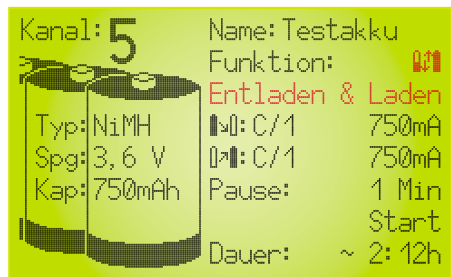 Kanal: 5
Typ: NiMH
Spg: 3,6 V
Kap: 750mAh
Name: Testakku
Funktion:
Entladen & Laden
: C/1 750mA
: C/1 750mA
Pause: 1 Min
Start
Dauer: ~ 2:12h